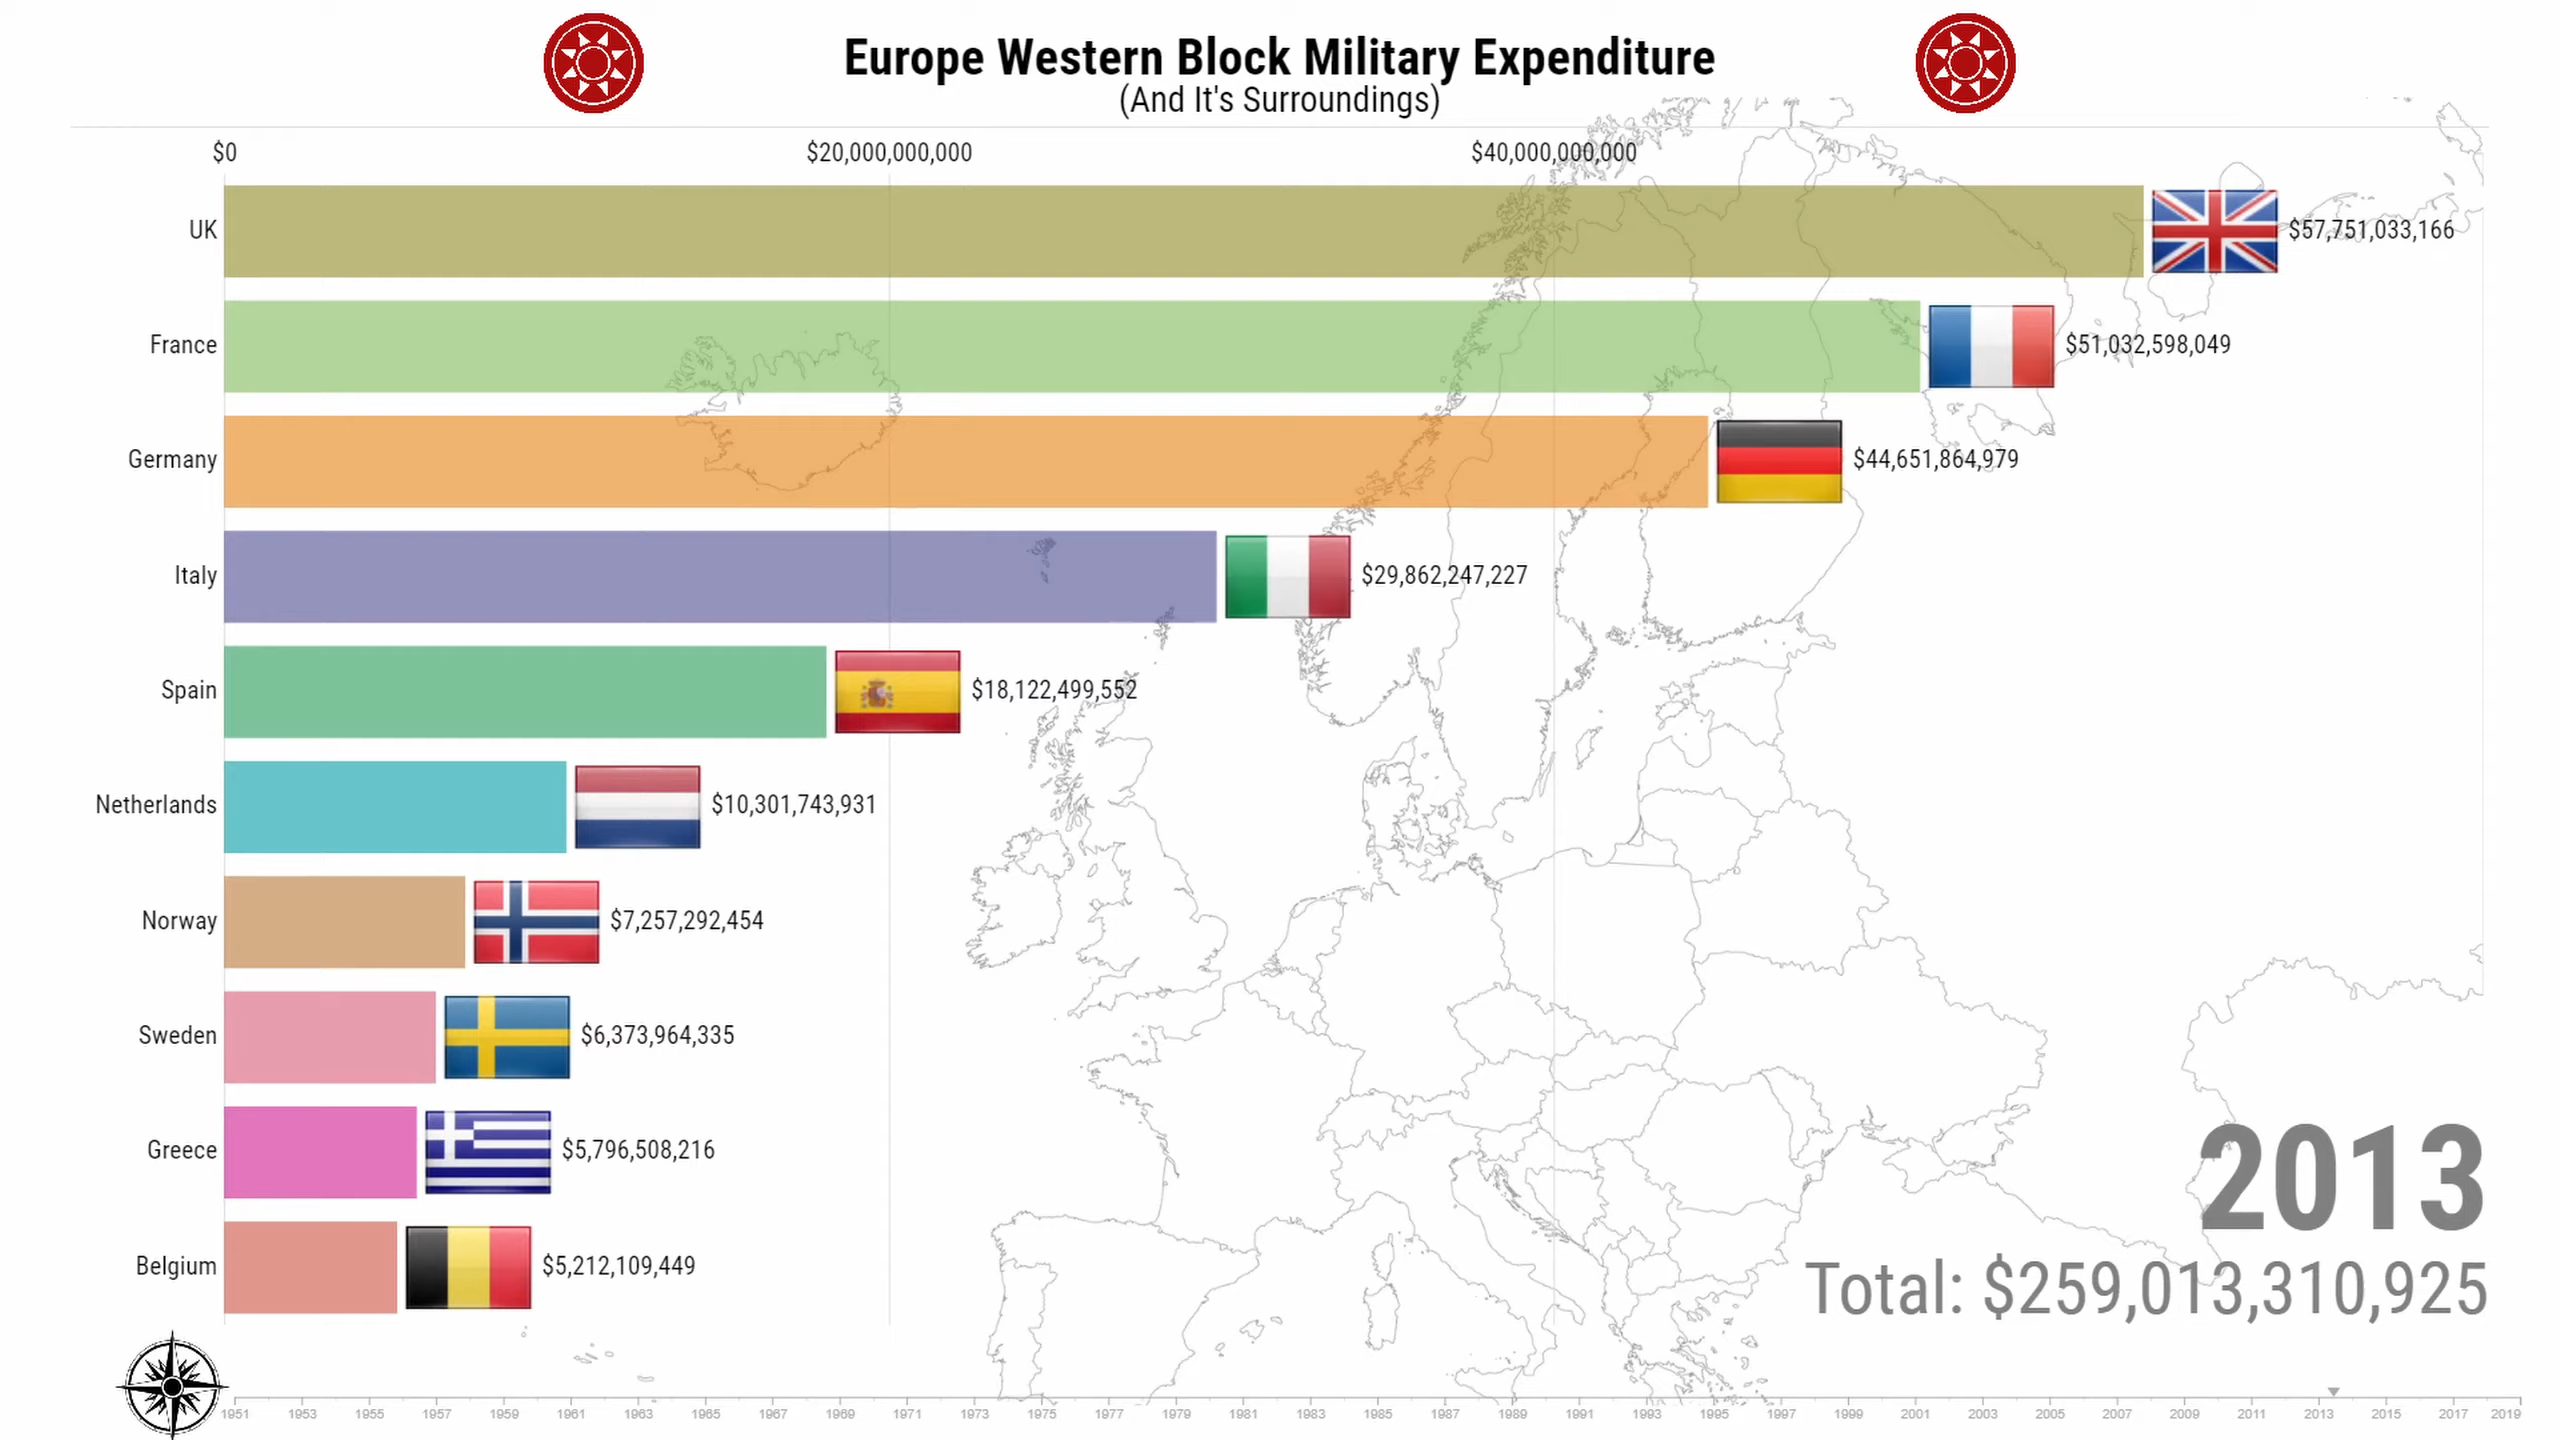 Europe Western Block Military Expenditure
(And It's Surroundings)
$0 $20,000,000,000 $40,000,000,000
UK $57,751,033,166
France $51,032,598,049
Germany $44,651,864,979
Italy $29,862,247,227
Spain $18,122,499,552
Netherlands $10,301,743,931
Norway $7,257,292,454
Sweden $6,373,964,335
Greece $5,796,508,216
Belgium $5,212,109,449
2013
Total: $259,013,310,925
1951 1953 1955 1957 1959 1961 1963 1965 1967 1969 1971 1973 1975 1977 1979 1981 1983 1985 1987 1989 1991 1993 1995 1997 1999 2001 2003 2005 2007 2009 2011 2013 2015 2017 2019